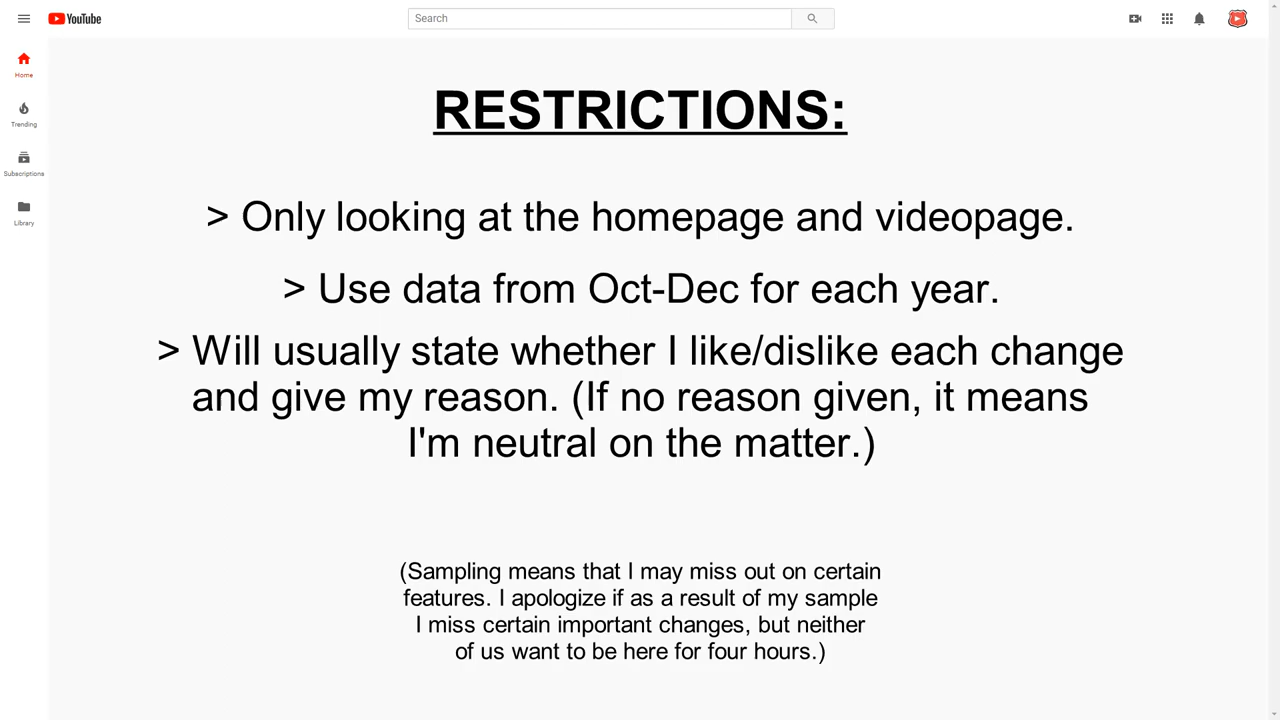 YouTube
Search
Home
Trending
Subscriptions
Library
RESTRICTIONS:
> Only looking at the homepage and videopage.
> Use data from Oct-Dec for each year.
> Will usually state whether I like/dislike each change
and give my reason. (If no reason given, it means
I'm neutral on the matter.)
(Sampling means that I may miss out on certain
features. I apologize if as a result of my sample
I miss certain important changes, but neither
of us want to be here for four hours.)